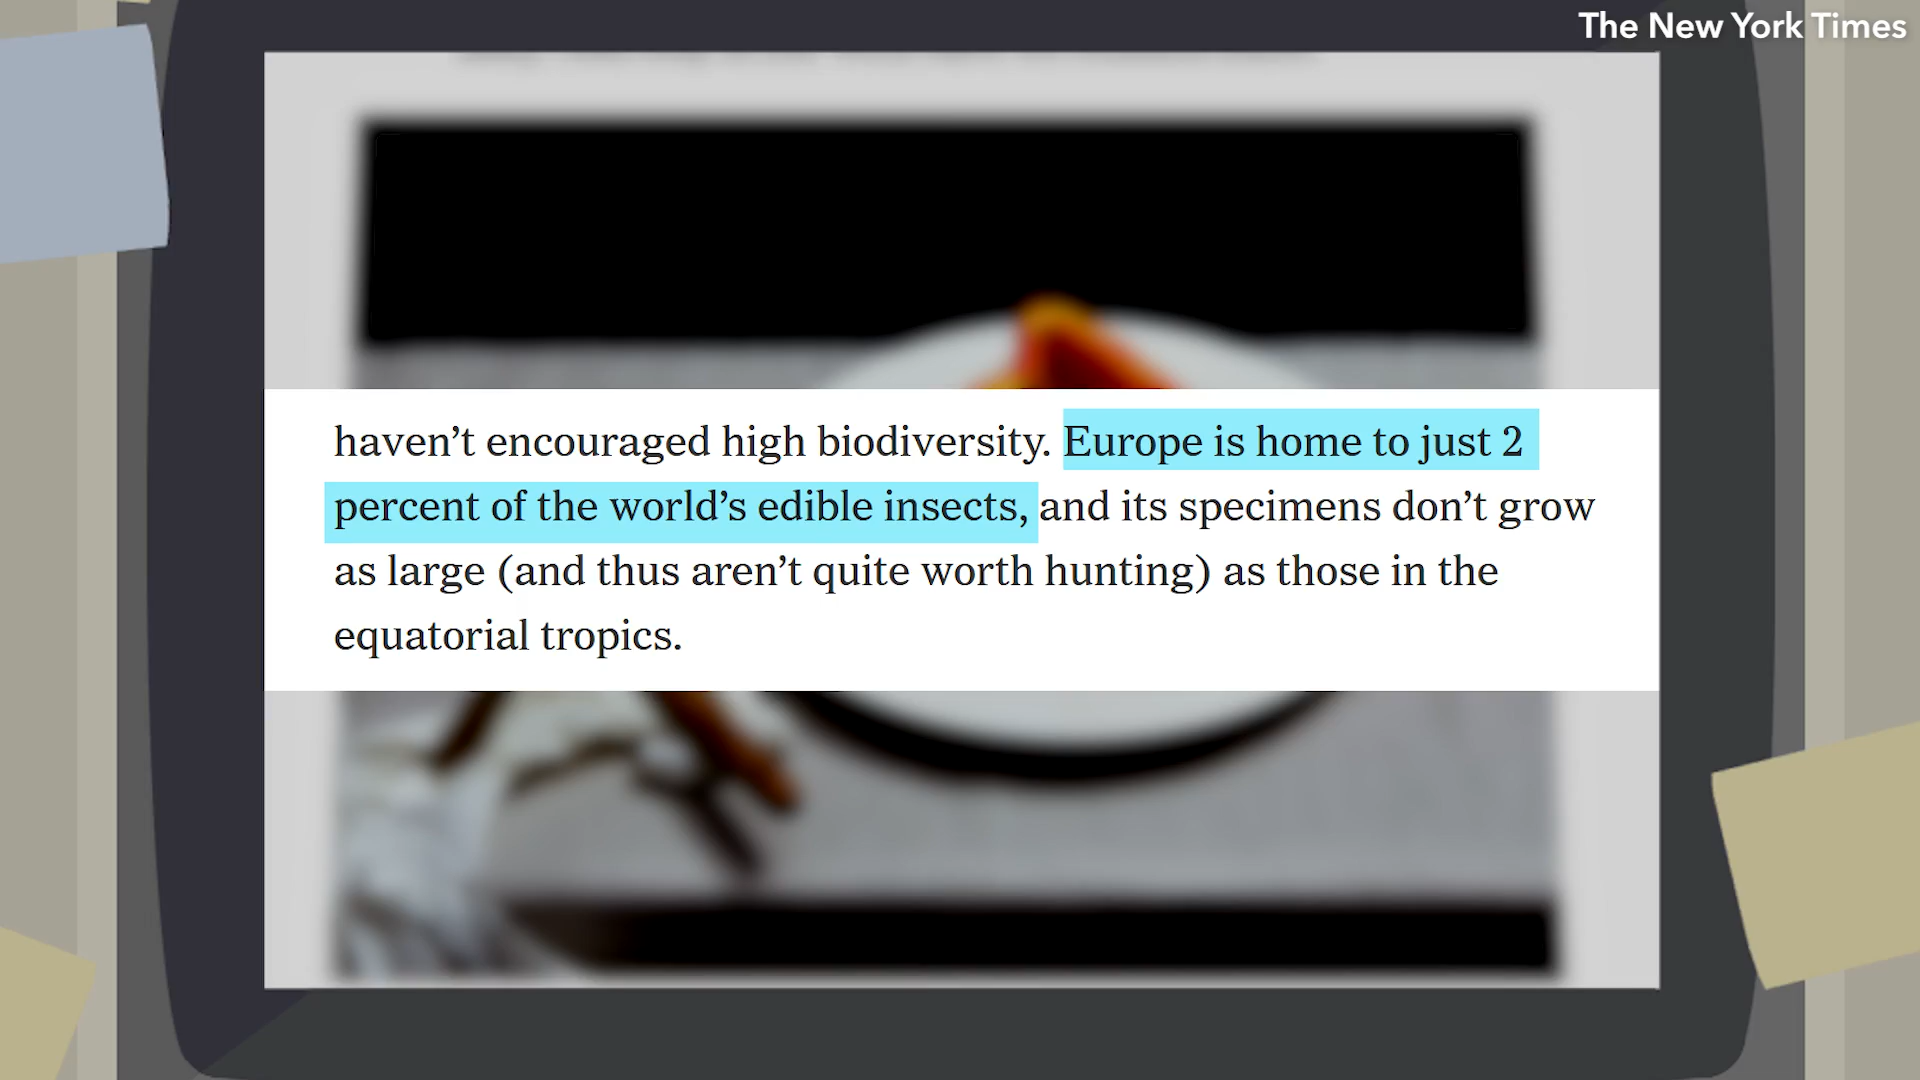 The New York Times
haven’t encouraged high biodiversity. Europe is home to just 2
percent of the world’s edible insects, and its specimens don’t grow
as large (and thus aren’t quite worth hunting) as those in the
equatorial tropics.